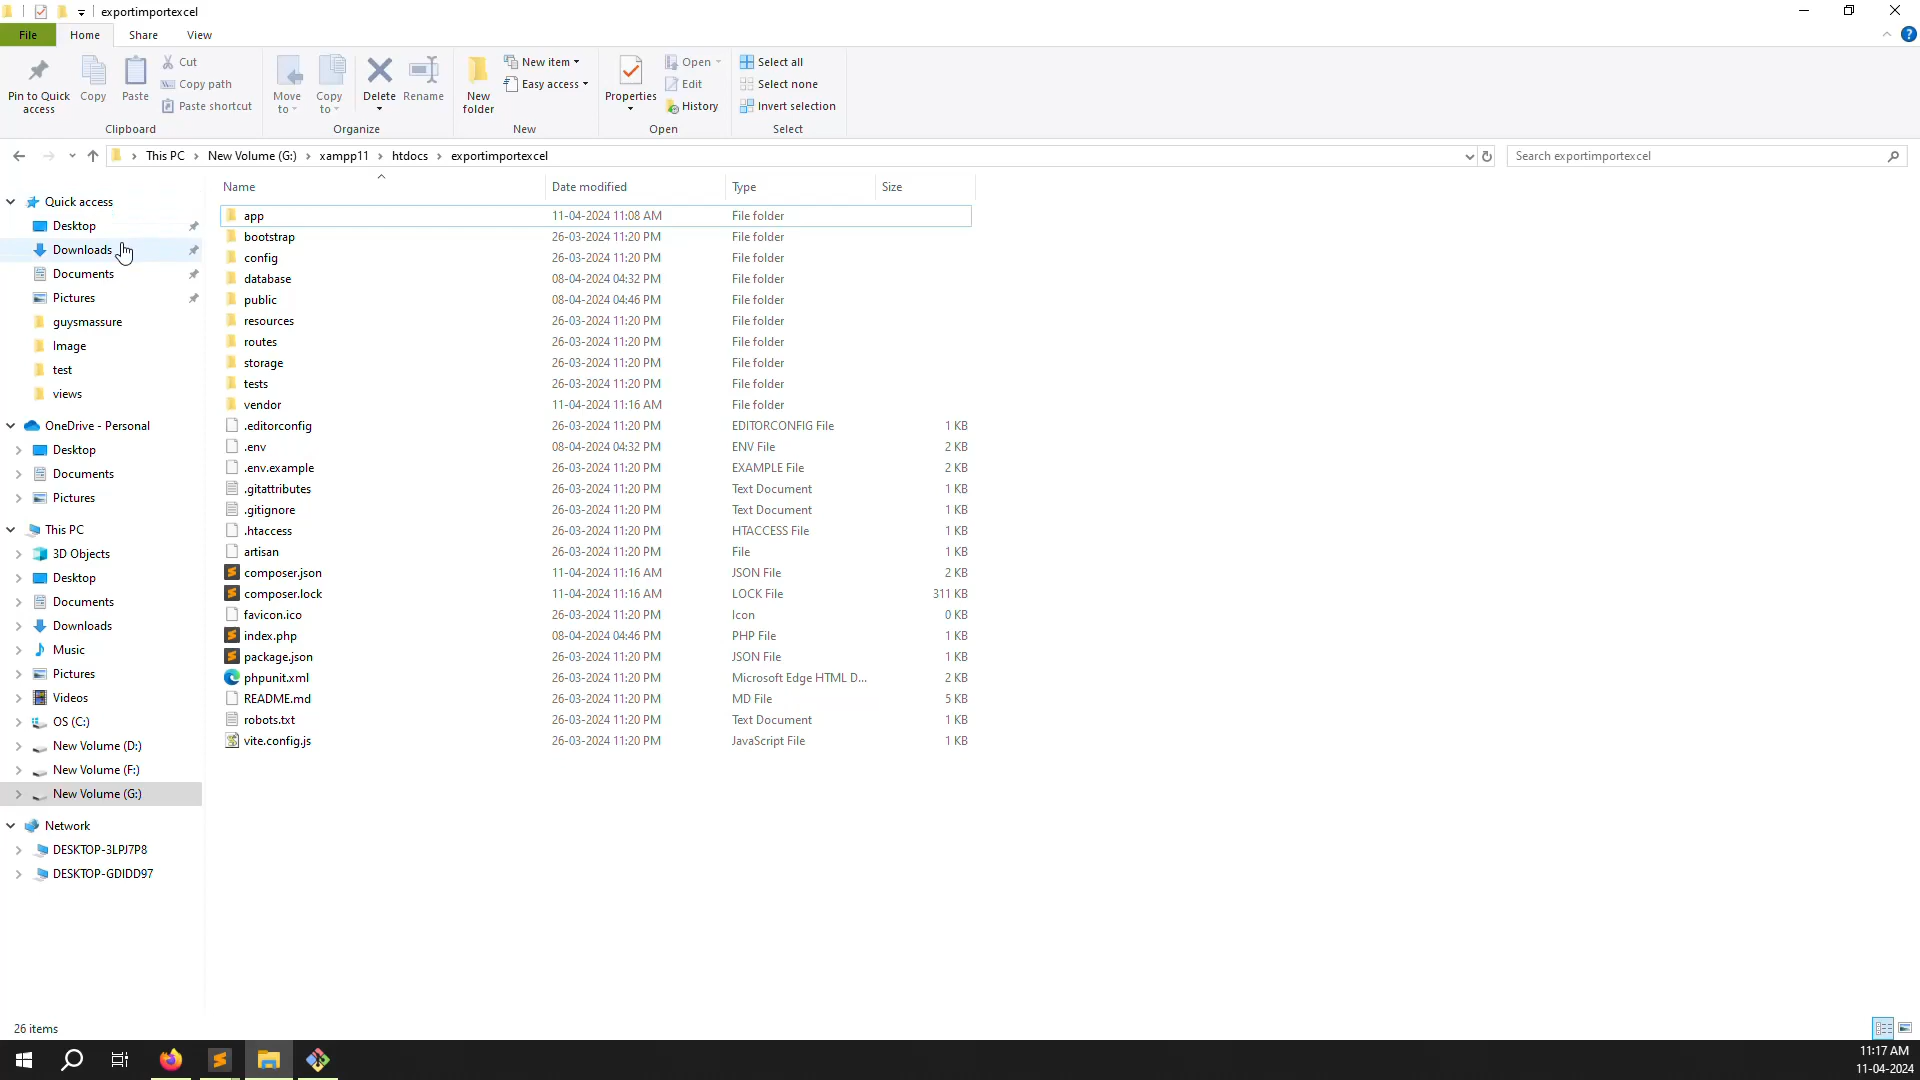 exportimportexcel
File Home Share View
Pin to Quick access
Copy
Paste
Cut
Copy path
Paste shortcut
Clipboard
Move to
Copy to
Delete
Rename
Organize
New folder
New item
Easy access
New
Properties
Open
Edit
History
Open
Select all
Select none
Invert selection
Select
This PC New Volume (G:) xampp11 htdocs exportimportexcel
Search exportimportexcel
Quick access
Desktop
Downloads
Documents
Pictures
guysmassure
Image
test
views
OneDrive - Personal
Desktop
Documents
Pictures
This PC
3D Objects
Desktop
Documents
Downloads
Music
Pictures
Videos
OS (C:)
New Volume (D:)
New Volume (F:)
New Volume (G:)
Network
DESKTOP-3LPJ7P8
DESKTOP-GDIDD97
Name Date modified Type Size
app 11-04-2024 11:08 AM File folder
bootstrap 26-03-2024 11:20 PM File folder
config 26-03-2024 11:20 PM File folder
database 08-04-2024 04:32 PM File folder
public 08-04-2024 04:46 PM File folder
resources 26-03-2024 11:20 PM File folder
routes 26-03-2024 11:20 PM File folder
storage 26-03-2024 11:20 PM File folder
tests 26-03-2024 11:20 PM File folder
vendor 11-04-2024 11:16 AM File folder
.editorconfig 26-03-2024 11:20 PM EDITORCONFIG File 1 KB
.env 08-04-2024 04:32 PM ENV File 2 KB
.env.example 26-03-2024 11:20 PM EXAMPLE File 2 KB
.gitattributes 26-03-2024 11:20 PM Text Document 1 KB
.gitignore 26-03-2024 11:20 PM Text Document 1 KB
.htaccess 26-03-2024 11:20 PM HTACCESS File 1 KB
artisan 26-03-2024 11:20 PM File 1 KB
composer.json 11-04-2024 11:16 AM JSON File 2 KB
composer.lock 11-04-2024 11:16 AM LOCK File 311 KB
favicon.ico 26-03-2024 11:20 PM Icon 0 KB
index.php 08-04-2024 04:46 PM PHP File 1 KB
package.json 26-03-2024 11:20 PM JSON File 1 KB
phpunit.xml 26-03-2024 11:20 PM Microsoft Edge HTML D... 2 KB
README.md 26-03-2024 11:20 PM MD File 5 KB
robots.txt 26-03-2024 11:20 PM Text Document 1 KB
vite.config.js 26-03-2024 11:20 PM JavaScript File 1 KB
26 items
11:17 AM
11-04-2024